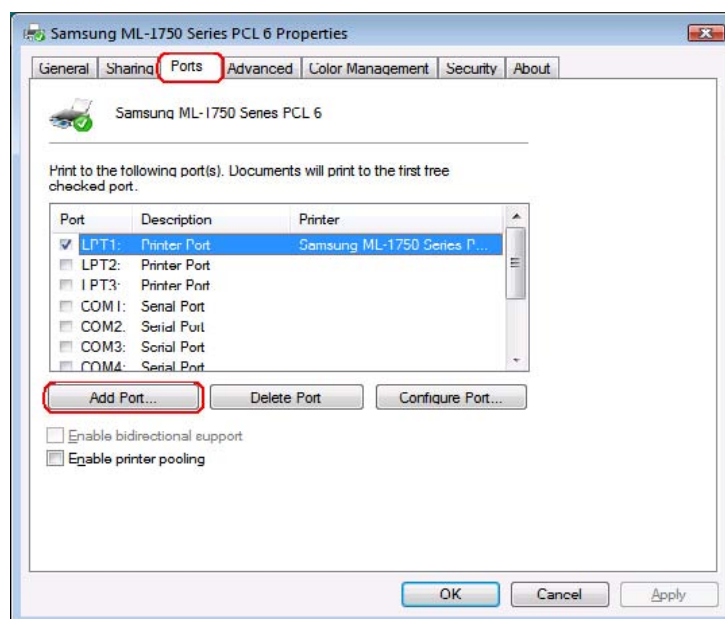 Samsung ML-1750 Series PCL 6 Properties
General Sharing Ports Advanced Color Management Security About
Samsung ML-1750 Series PCL 6
Print to the following port(s). Documents will print to the first free
checked port.
Port Description Printer
LPT1: Printer Port Samsung ML-1750 Series P...
LPT2: Printer Port
LPT3: Printer Port
COM1: Serial Port
COM2: Serial Port
COM3: Serial Port
COM4: Serial Port
Add Port... Delete Port Configure Port...
Enable bidirectional support
Enable printer pooling
OK Cancel Apply